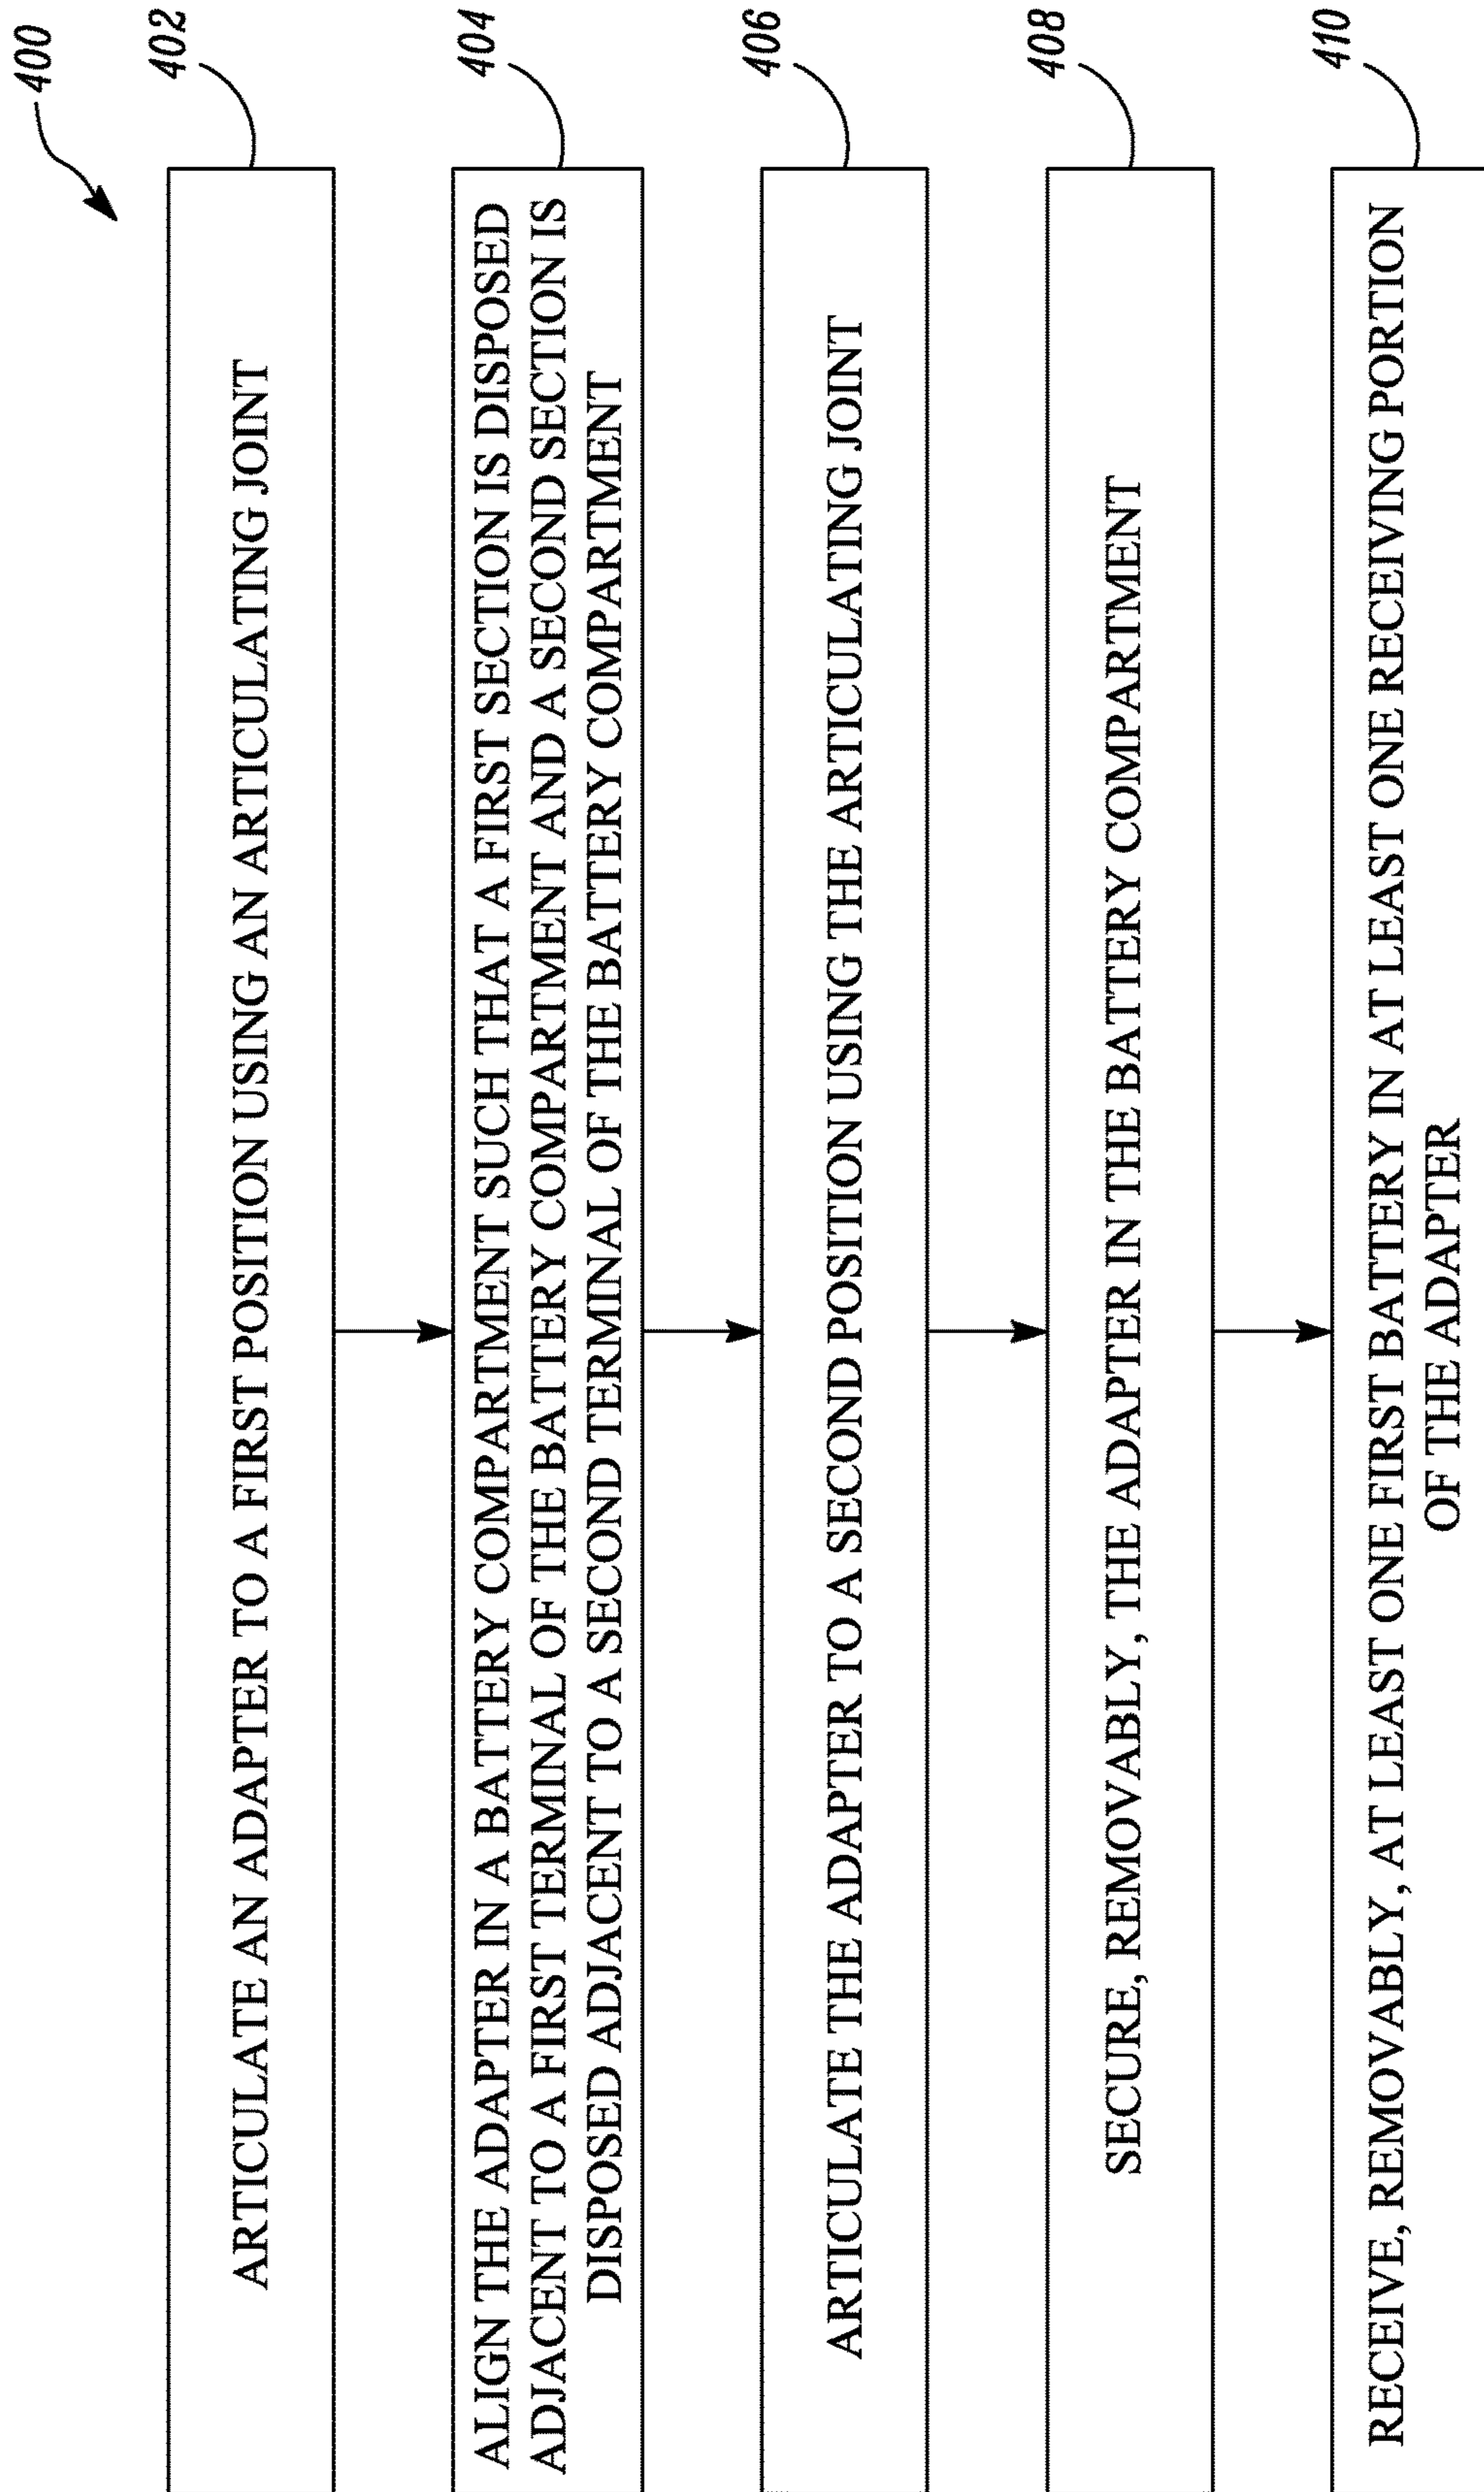 400
402
ARTICULATE AN ADAPTER TO A FIRST POSITION USING AN ARTICULATING JOINT
404
ALIGN THE ADAPTER IN A BATTERY COMPARTMENT SUCH THAT A FIRST SECTION IS DISPOSED
ADJACENT TO A FIRST TERMINAL OF THE BATTERY COMPARTMENT AND A SECOND SECTION IS
DISPOSED ADJACENT TO A SECOND TERMINAL OF THE BATTERY COMPARTMENT
406
ARTICULATE THE ADAPTER TO A SECOND POSITION USING THE ARTICULATING JOINT
408
SECURE, REMOVABLY, THE ADAPTER IN THE BATTERY COMPARTMENT
410
RECEIVE, REMOVABLY, AT LEAST ONE FIRST BATTERY IN AT LEAST ONE RECEIVING PORTION
OF THE ADAPTER